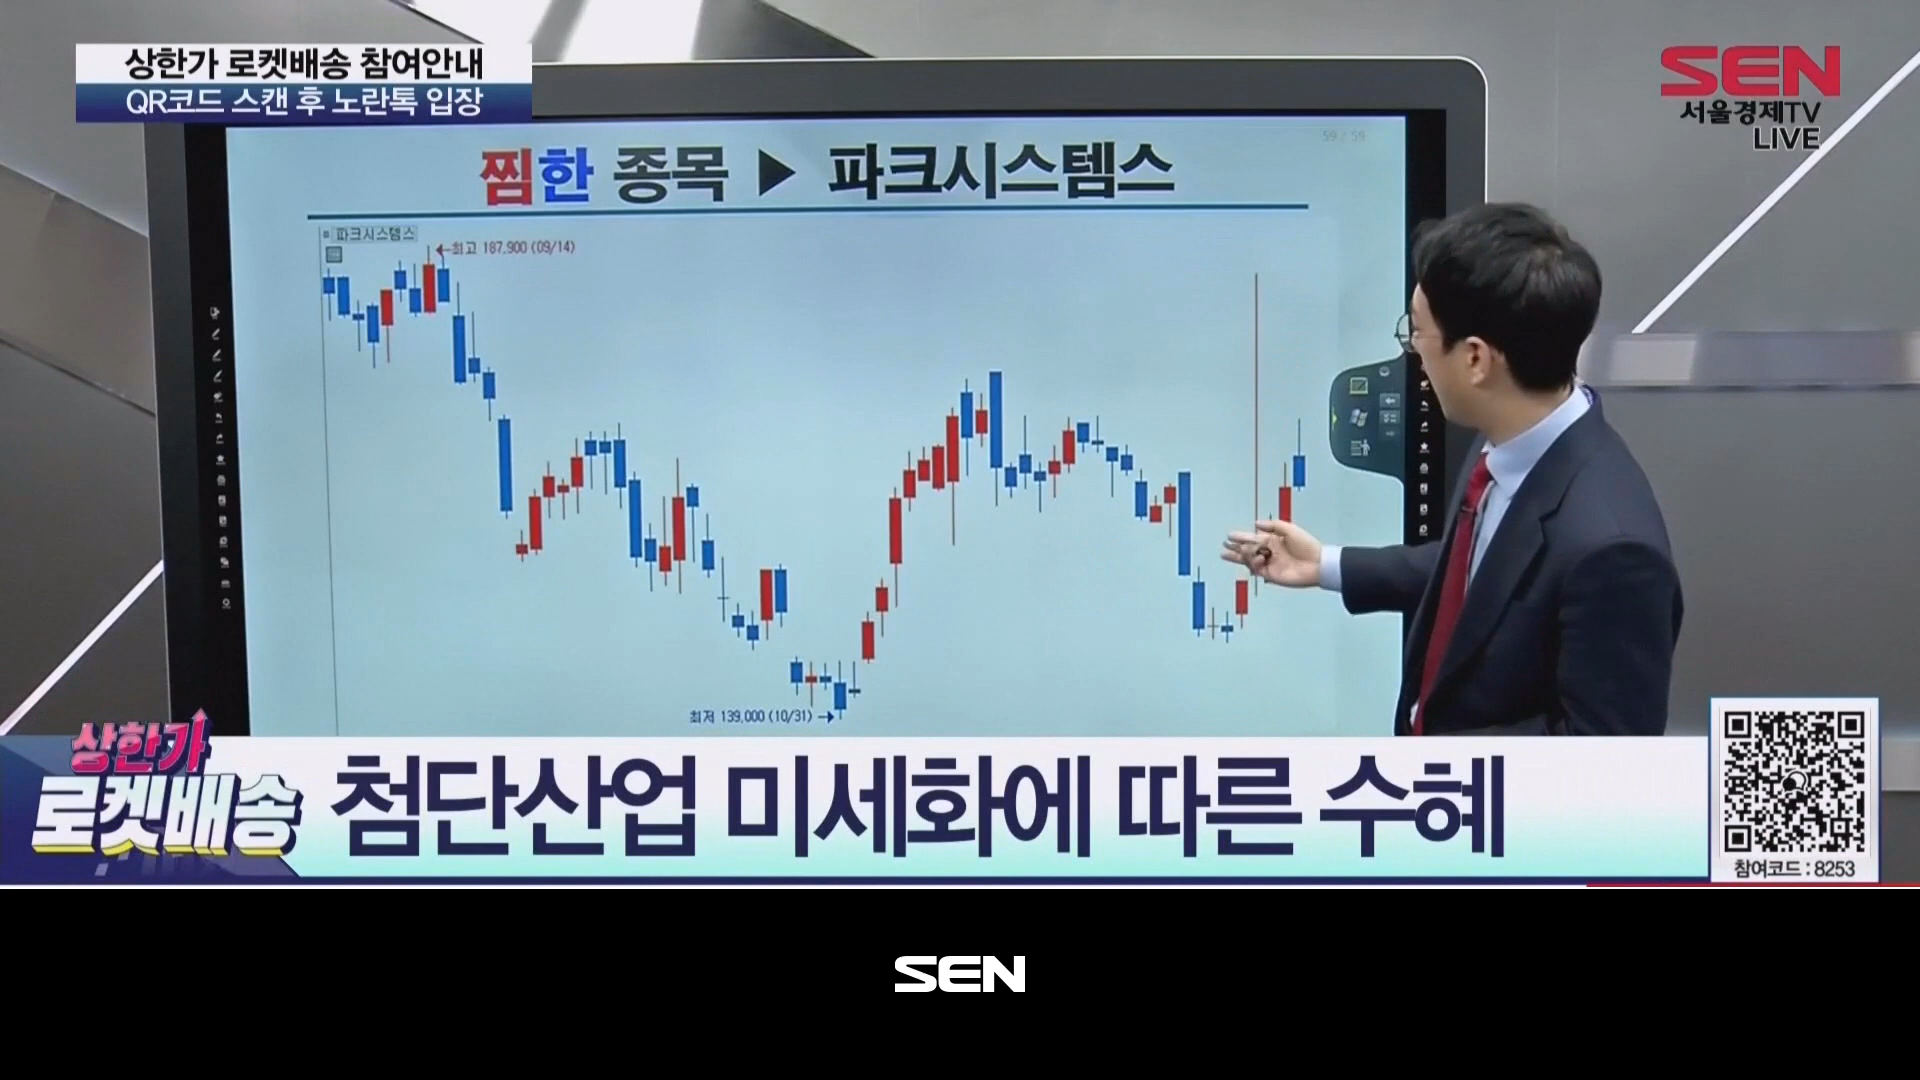 상한가 로켓배송 참여안내
QR코드 스캔 후 노란톡 입장
SEN
서울경제TV
LIVE
59 / 59
찜한 종목 ▶ 파크시스템스
파크시스템스
←최고 187,900 (09/14)
최저 139,000 (10/31)→
상한가
로켓배송
첨단산업 미세화에 따른 수혜
참여코드 : 8253
SEN